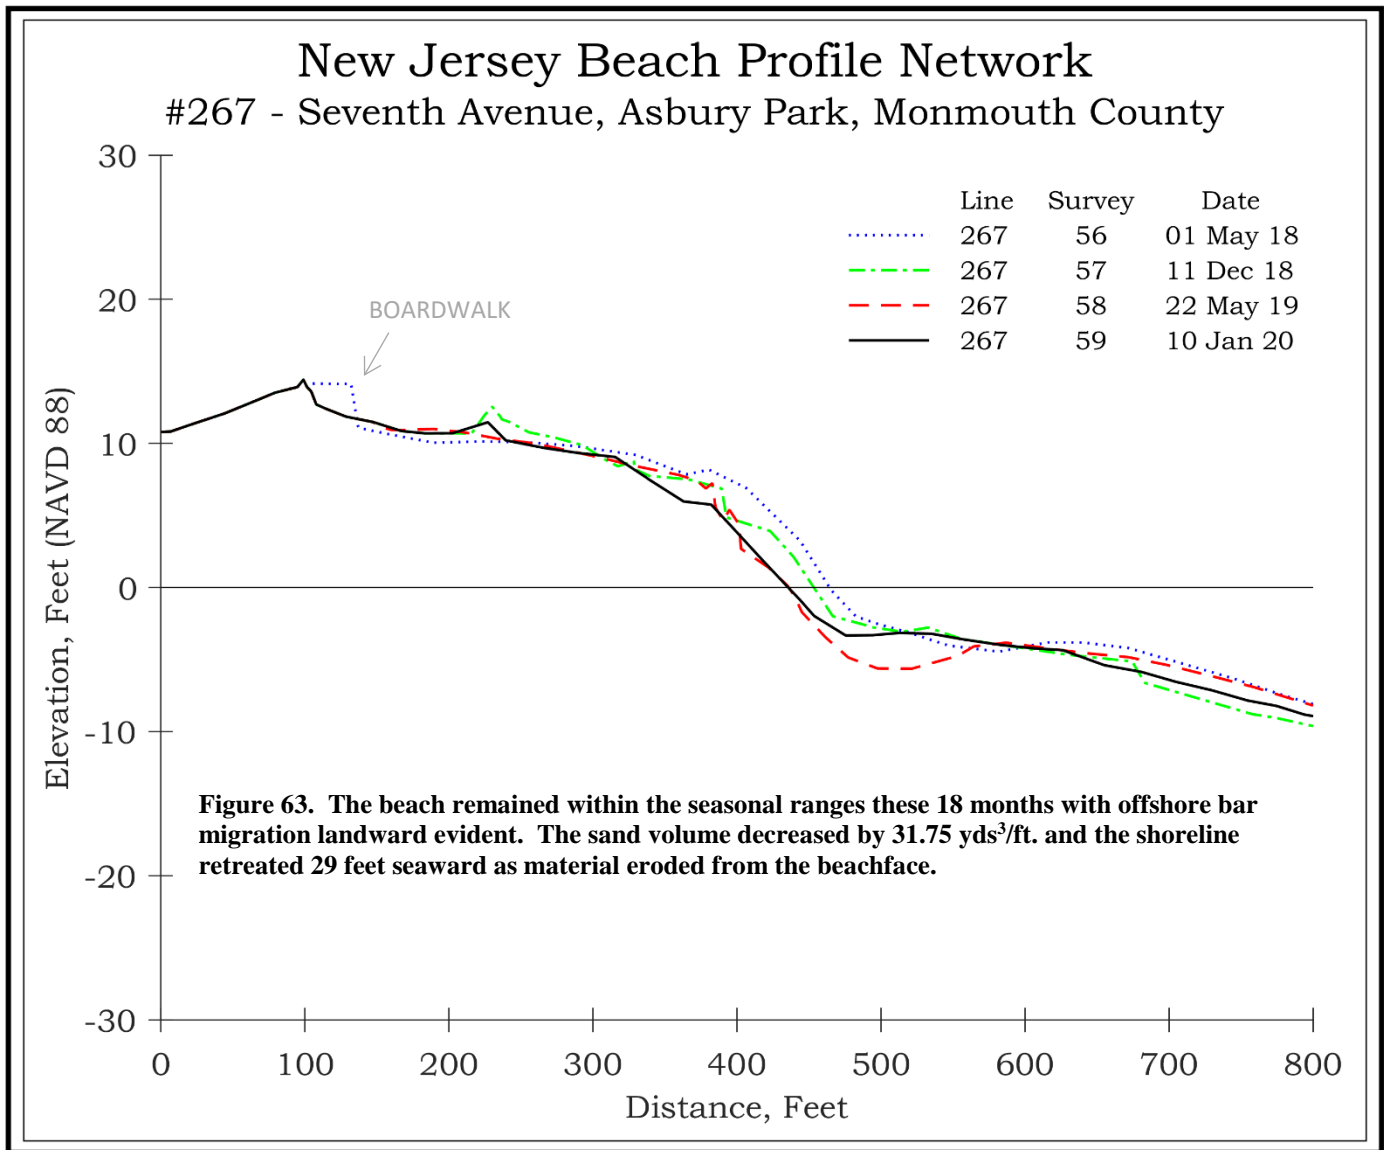 New Jersey Beach Profile Network
#267 - Seventh Avenue, Asbury Park, Monmouth County
Line Survey Date
267 56 01 May 18
267 57 11 Dec 18
267 58 22 May 19
267 59 10 Jan 20
BOARDWALK
Elevation, Feet (NAVD 88)
30
20
10
0
-10
-20
-30
Figure 63. The beach remained within the seasonal ranges these 18 months with offshore bar
migration landward evident. The sand volume decreased by 31.75 yds³/ft. and the shoreline
retreated 29 feet seaward as material eroded from the beachface.
0 100 200 300 400 500 600 700 800
Distance, Feet